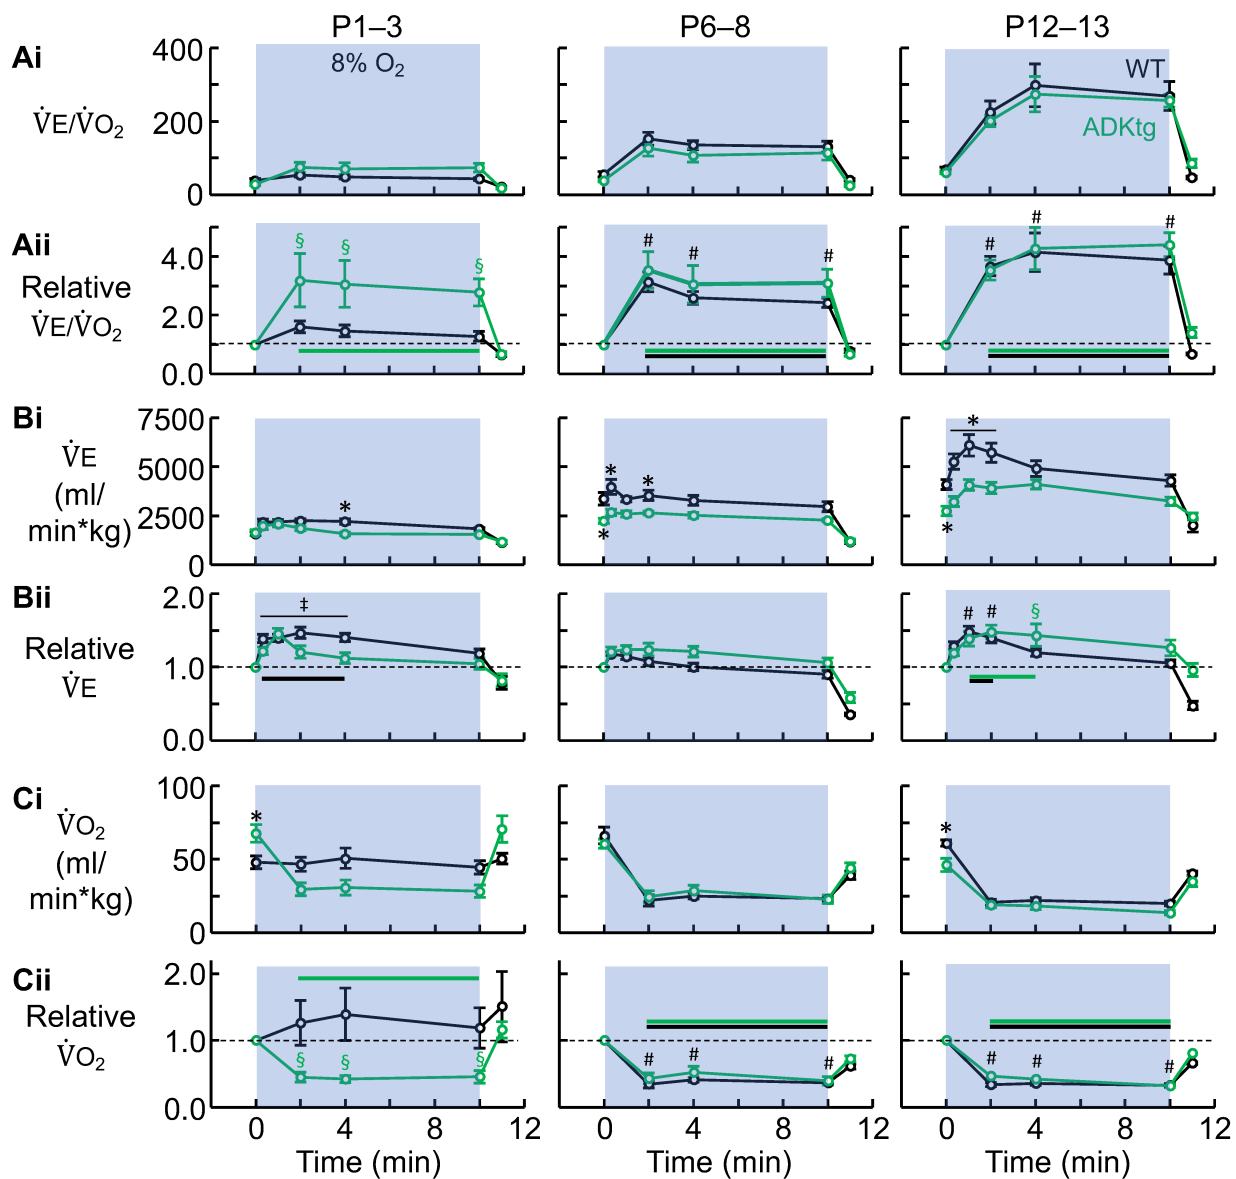 P1–3 P6–8 P12–13
Ai
V̇E/V̇O₂
400
200
0
8% O₂
WT
ADKtg
Aii
Relative
V̇E/V̇O₂
4.0
2.0
0.0
§ § §
# # #
# # #
Bi
V̇E
(ml/
min*kg)
7500
5000
2500
0
*
* *
*
*
*
Bii
Relative
V̇E
2.0
1.0
0.0
‡
# # §
Ci
V̇O₂
(ml/
min*kg)
100
50
0
*
*
Cii
Relative
V̇O₂
2.0
1.0
0.0
§ § §
# # #
# # #
0 4 8 12 0 4 8 12 0 4 8 12
Time (min) Time (min) Time (min)